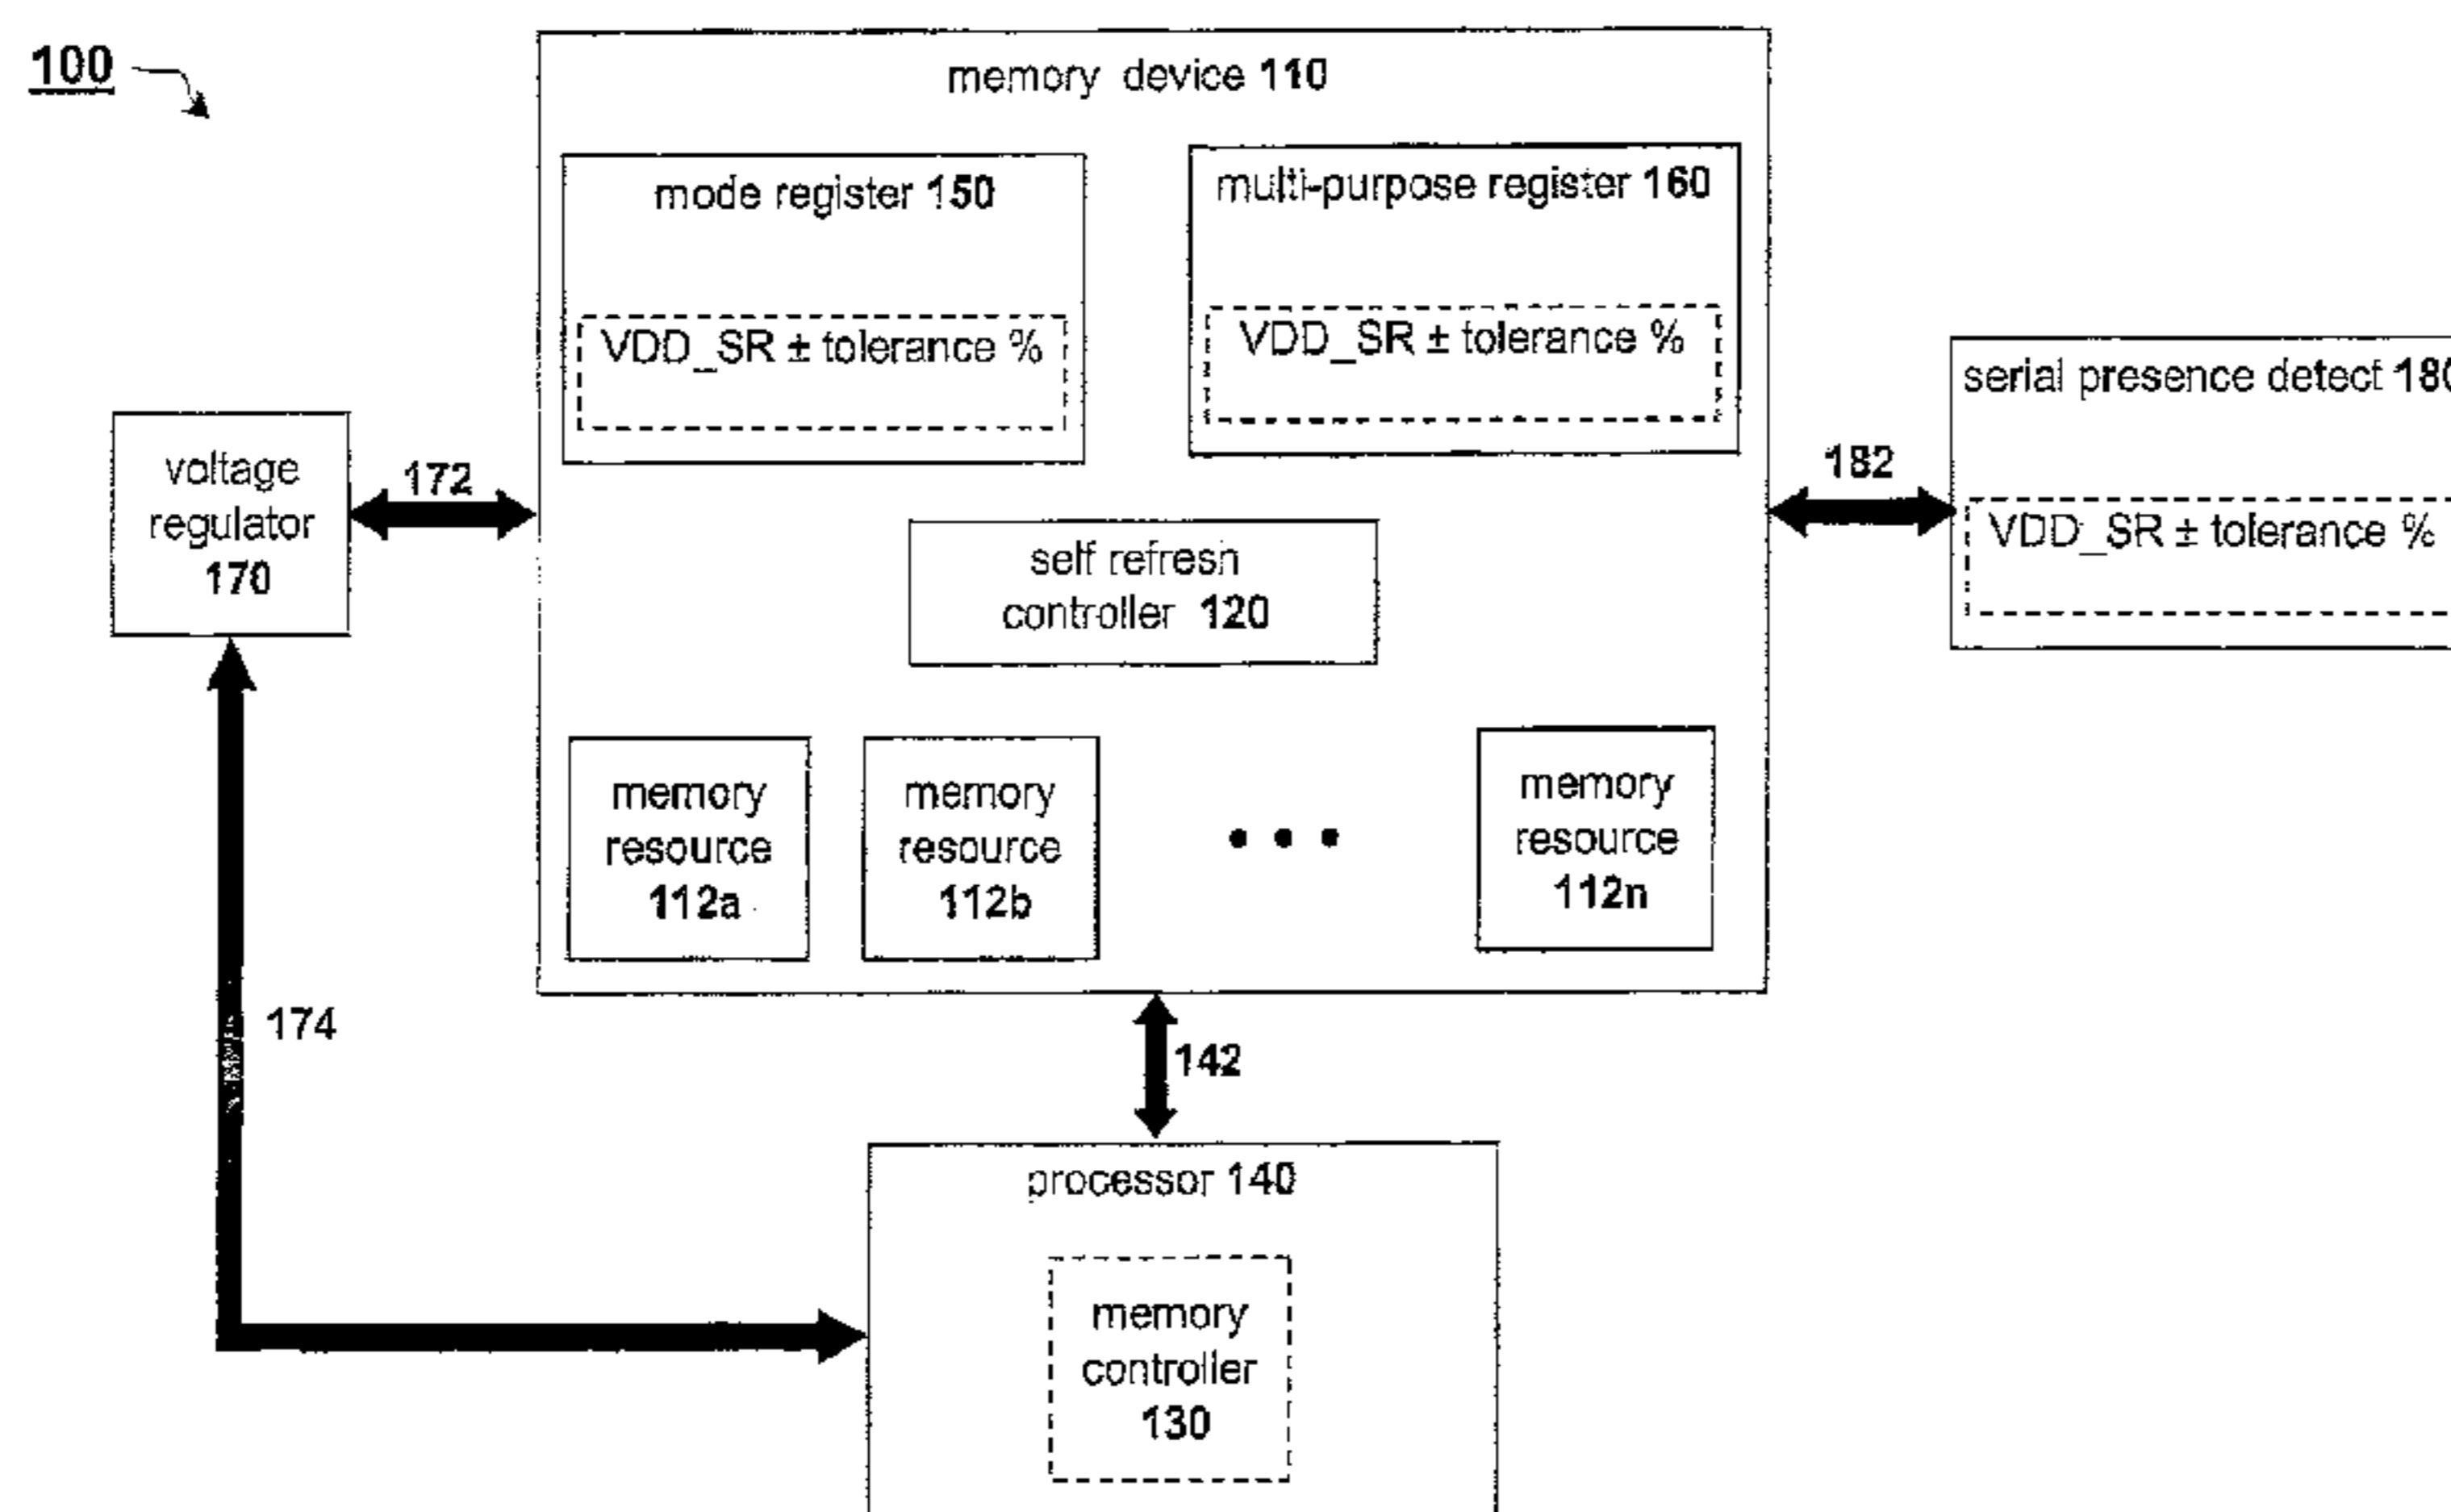 100
memory device 110
mode register 150
VDD_SR ± tolerance %
multi-purpose register 160
VDD_SR ± tolerance %
voltage
regulator
170
172
self refresh
controller 120
182
serial presence detect 180
VDD_SR ± tolerance %
memory
resource
112a
memory
resource
112b
• • •
memory
resource
112n
174
142
processor 140
memory
controller
130